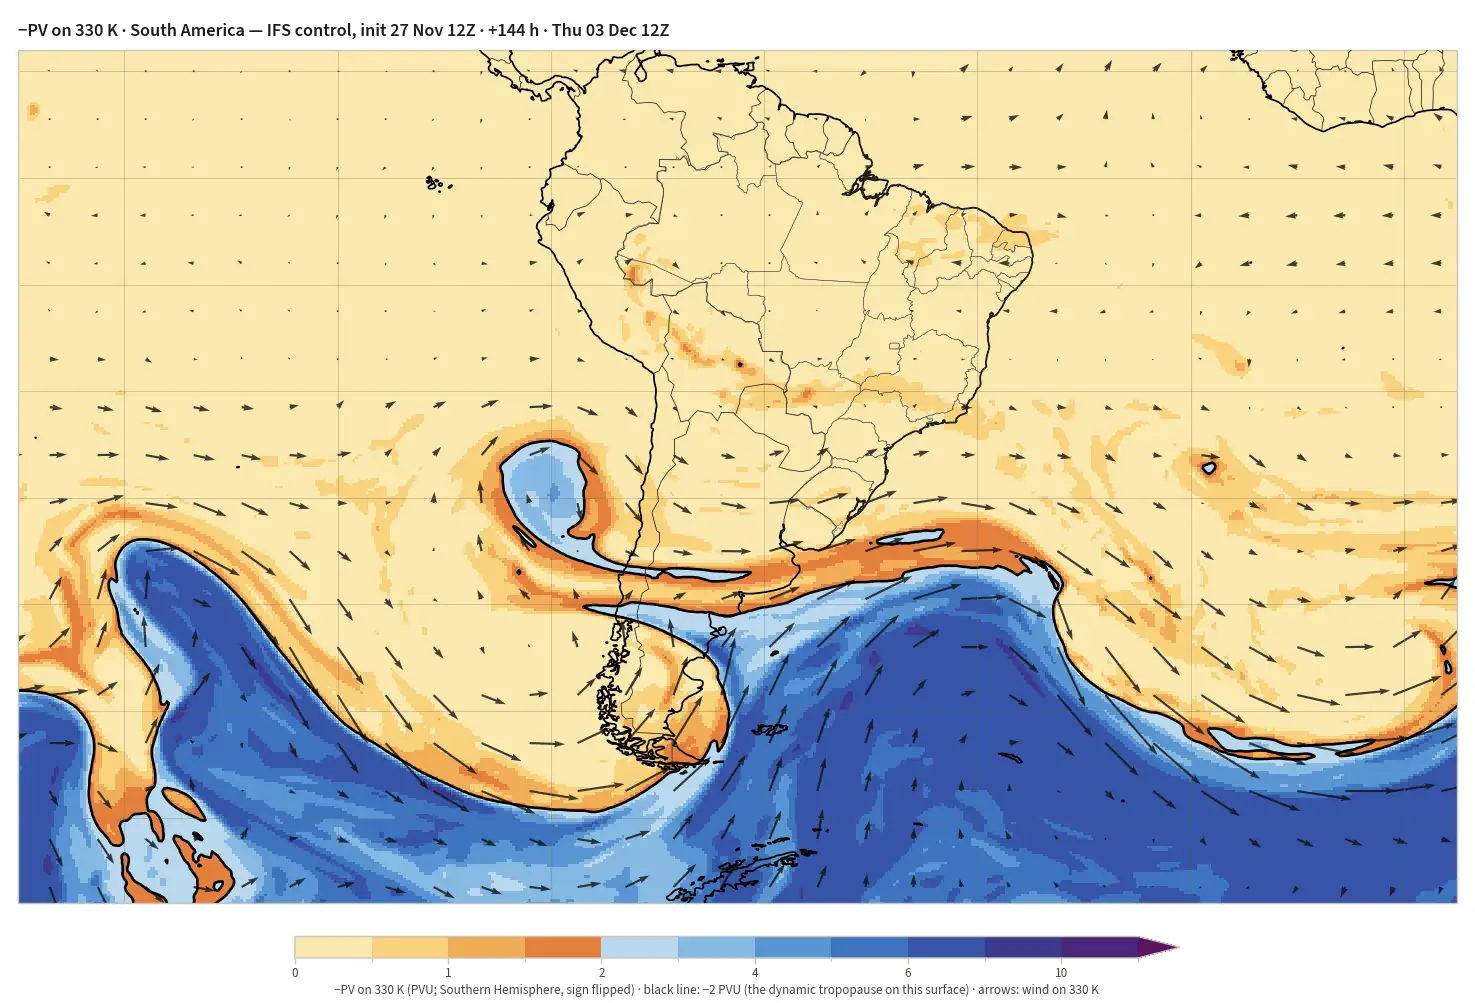 −PV on 330 K · South America — IFS control, init 27 Nov 12Z · +144 h · Thu 03 Dec 12Z
0 1 2 4 6 10
−PV on 330 K (PVU; Southern Hemisphere, sign flipped) · black line: −2 PVU (the dynamic tropopause on this surface) · arrows: wind on 330 K